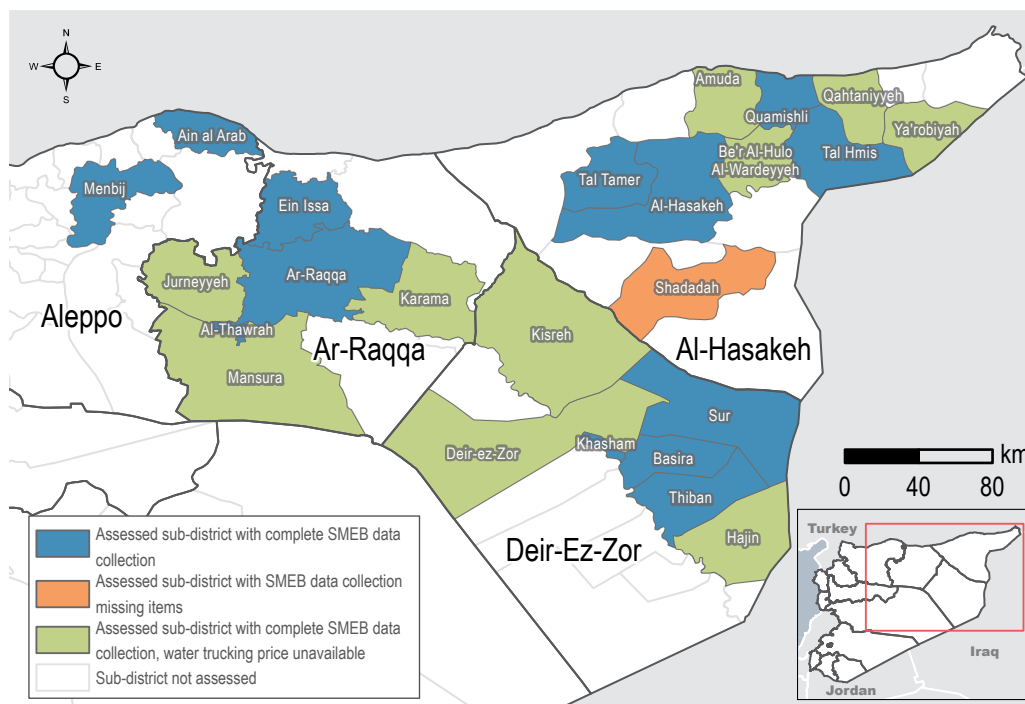 N
W E
S
Amuda
Qahtaniyyeh
Quamishli
Ain al Arab
Ya'robiyah
Be'r Al-Hulo
Al-Wardeyyeh
Tal Hmis
Menbij
Tal Tamer
Ein Issa
Al-Hasakeh
Jurneyyeh
Ar-Raqqa
Shadadah
Karama
Aleppo
Al-Thawrah
Kisreh
Ar-Raqqa
Al-Hasakeh
Mansura
Sur
Khasham
Deir-ez-Zor
Basira
km
Thiban
0 40 80
Hajin
Deir-Ez-Zor
Assessed sub-district with complete SMEB data
collection
Assessed sub-district with SMEB data collection
missing items
Assessed sub-district with complete SMEB data
collection, water trucking price unavailable
Sub-district not assessed
Turkey
Iraq
Jordan